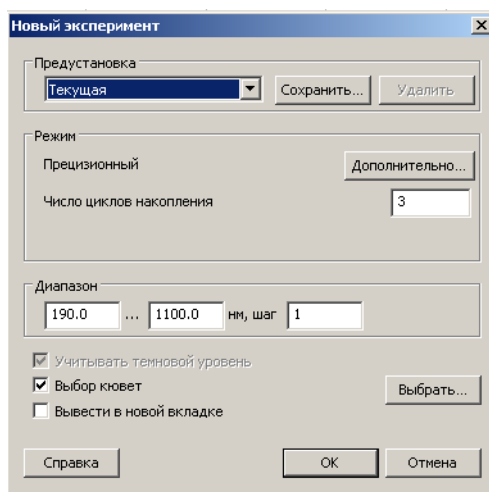 Новый эксперимент
Предустановка
Текущая Сохранить... Удалить
Режим
Прецизионный Дополнительно...
Число циклов накопления 3
Диапазон
190.0 ... 1100.0 нм, шаг 1
Учитывать темновой уровень
Выбор кювет Выбрать...
Вывести в новой вкладке
Справка OK Отмена